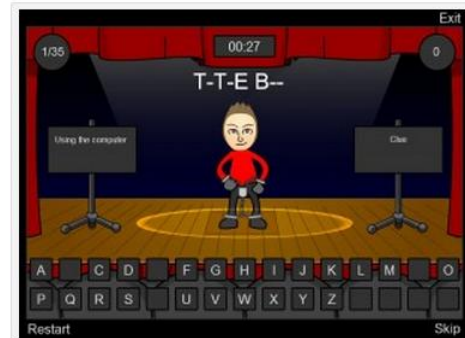 Exit
1/35
00:27
0
T-T-E B--
Using the computer
Clue
A C D F G H I J K L M O
P Q R S U V W X Y Z
Restart
Skip